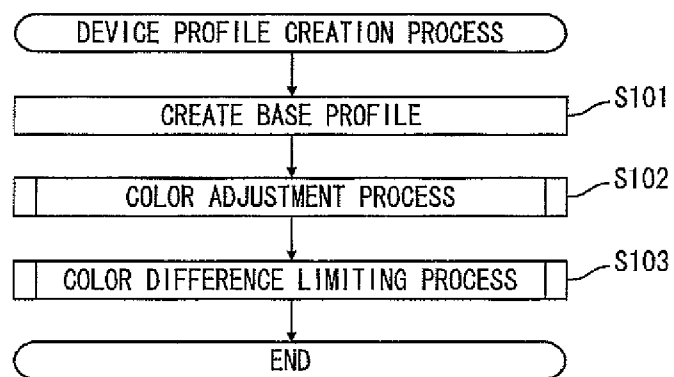 DEVICE PROFILE CREATION PROCESS
CREATE BASE PROFILE
S101
COLOR ADJUSTMENT PROCESS
S102
COLOR DIFFERENCE LIMITING PROCESS
S103
END